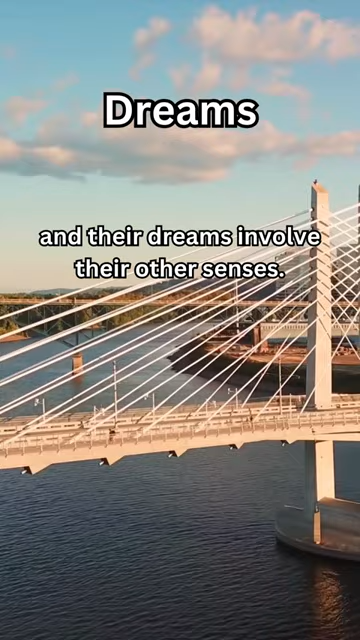 Dreams
and their dreams involve
their other senses.